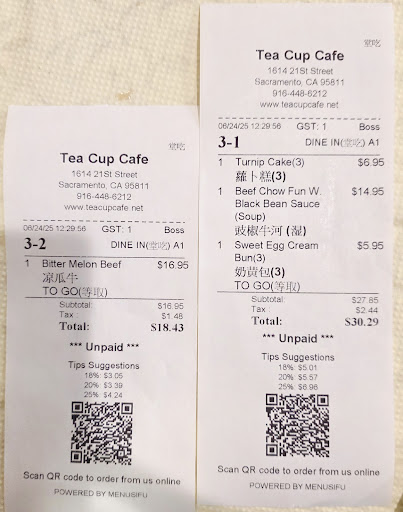 堂吃
Tea Cup Cafe
1614 21St Street
Sacramento, CA 95811
916-448-6212
www.teacupcafe.net
06/24/25 12:29:56 GST: 1 Boss
3-2 DINE IN(堂吃) A1
1 Bitter Melon Beef $16.95
凉瓜牛
TO GO(等取)
Subtotal: $16.95
Tax : $1.48
Total: $18.43
*** Unpaid ***
Tips Suggestions
18%: $3.05
20%: $3.39
25%: $4.24
Scan QR code to order from us online
POWERED BY MENUSIFU
堂吃
Tea Cup Cafe
1614 21St Street
Sacramento, CA 95811
916-448-6212
www.teacupcafe.net
06/24/25 12:29:56 GST: 1 Boss
3-1 DINE IN(堂吃) A1
1 Turnip Cake(3) $6.95
蘿卜糕(3)
1 Beef Chow Fun W. $14.95
Black Bean Sauce
(Soup)
豉椒牛河 (湿)
1 Sweet Egg Cream $5.95
Bun(3)
奶黃包(3)
TO GO(等取)
Subtotal: $27.85
Tax : $2.44
Total: $30.29
*** Unpaid ***
Tips Suggestions
18%: $5.01
20%: $5.57
25%: $6.96
Scan QR code to order from us online
POWERED BY MENUSIFU